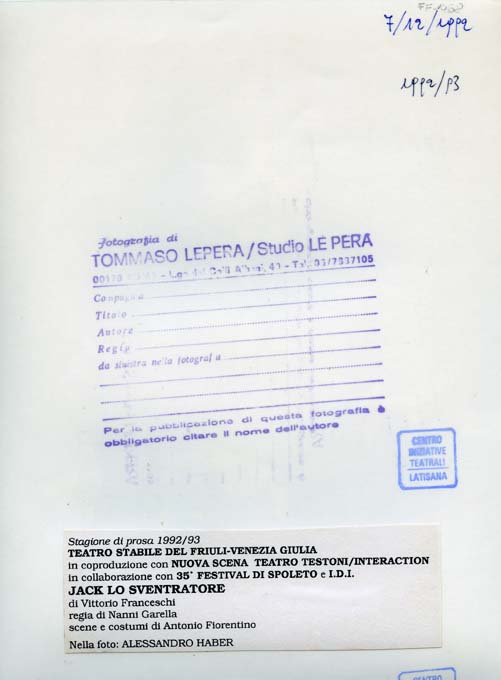 7/12/1992
1992/93
Fotografia di
TOMMASO LEPERA/Studio LE PERA
Compagnia
Titolo
Autore
Regia
da sinistra nella fotografia
Per la pubblicazione di questa fotografia è
obbligatorio citare il nome dell'autore
CENTRO
INIZIATIVE
TEATRALI
LATISANA
Stagione di prosa 1992/93
TEATRO STABILE DEL FRIULI-VENEZIA GIULIA
in coproduzione con NUOVA SCENA TEATRO TESTONI/INTERACTION
in collaborazione con 35° FESTIVAL DI SPOLETO e I.D.I.
JACK LO SVENTRATORE
di Vittorio Franceschi
regia di Nanni Garella
scene e costumi di Antonio Fiorentino
Nella foto: ALESSANDRO HABER
CENTRO